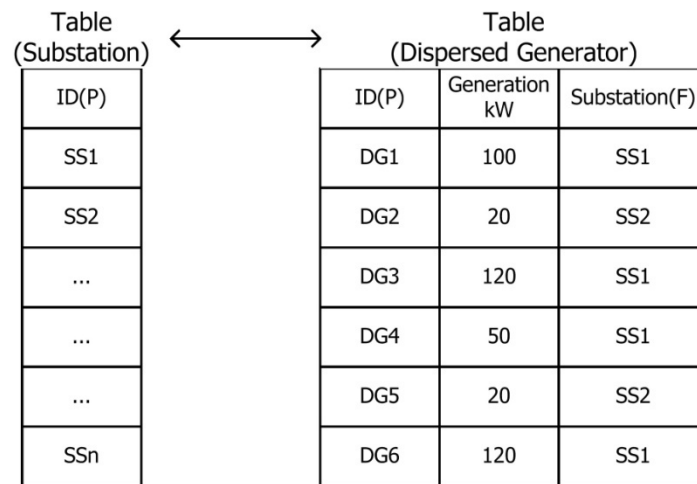 Table
(Substation)
ID(P)
SS1
SS2
...
...
...
SSn
Table
(Dispersed Generator)
ID(P) Generation kW Substation(F)
DG1 100 SS1
DG2 20 SS2
DG3 120 SS1
DG4 50 SS1
DG5 20 SS2
DG6 120 SS1